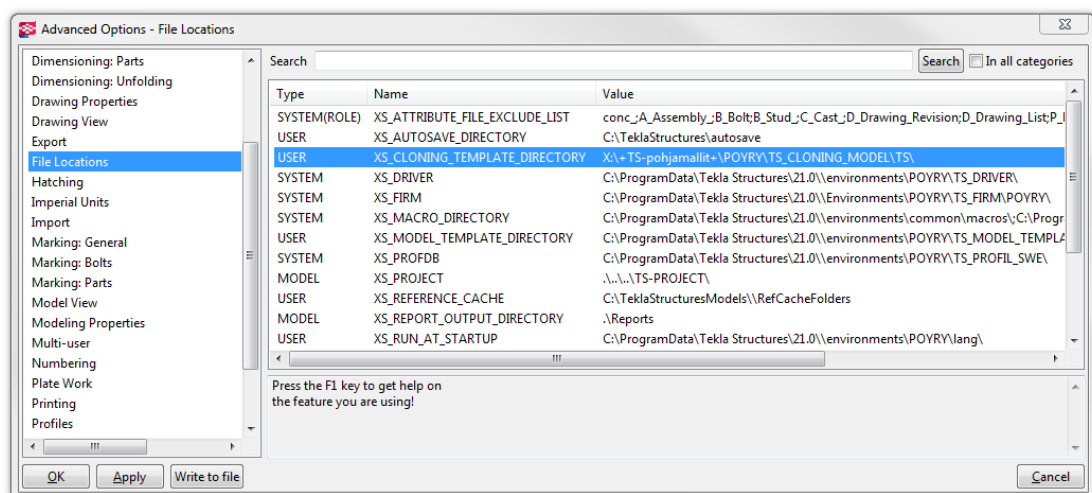 Advanced Options - File Locations
Dimensioning: Parts
Dimensioning: Unfolding
Drawing Properties
Drawing View
Export
File Locations
Hatching
Imperial Units
Import
Marking: General
Marking: Bolts
Marking: Parts
Model View
Modeling Properties
Multi-user
Numbering
Plate Work
Printing
Profiles
Search Search In all categories
Type Name Value
SYSTEM(ROLE) XS_ATTRIBUTE_FILE_EXCLUDE_LIST conc_;A_Assembly_;B_Bolt;B_Stud_;C_Cast_;D_Drawing_Revision;D_Drawing_List;P_
USER XS_AUTOSAVE_DIRECTORY C:\TeklaStructures\autosave
USER XS_CLONING_TEMPLATE_DIRECTORY X:\+TS-pohjamallit+\POYRY\TS_CLONING_MODEL\TS\
SYSTEM XS_DRIVER C:\ProgramData\Tekla Structures\21.0\\environments\POYRY\TS_DRIVER\
SYSTEM XS_FIRM C:\ProgramData\Tekla Structures\21.0\\environments\POYRY\TS_FIRM\POYRY\
SYSTEM XS_MACRO_DIRECTORY C:\ProgramData\Tekla Structures\21.0\\environments\common\macros\;C:\Progr
USER XS_MODEL_TEMPLATE_DIRECTORY C:\ProgramData\Tekla Structures\21.0\\environments\POYRY\TS_MODEL_TEMPLA
SYSTEM XS_PROFDB C:\ProgramData\Tekla Structures\21.0\\environments\POYRY\TS_PROFIL_SWE\
MODEL XS_PROJECT .\..\..\TS-PROJECT\
USER XS_REFERENCE_CACHE C:\TeklaStructuresModels\\RefCacheFolders
MODEL XS_REPORT_OUTPUT_DIRECTORY .\Reports
USER XS_RUN_AT_STARTUP C:\ProgramData\Tekla Structures\21.0\\environments\POYRY\lang\
Press the F1 key to get help on
the feature you are using!
OK Apply Write to file Cancel